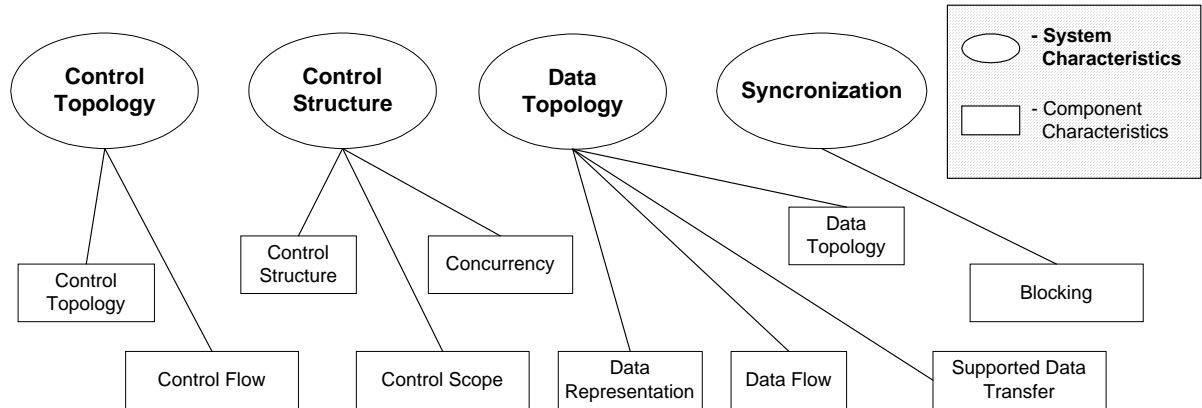 Control
Topology
Control
Structure
Data
Topology
Syncronization
- System
Characteristics
- Component
Characteristics
Control
Topology
Control
Structure
Concurrency
Data
Topology
Blocking
Control Flow
Control Scope
Data
Representation
Data Flow
Supported Data
Transfer